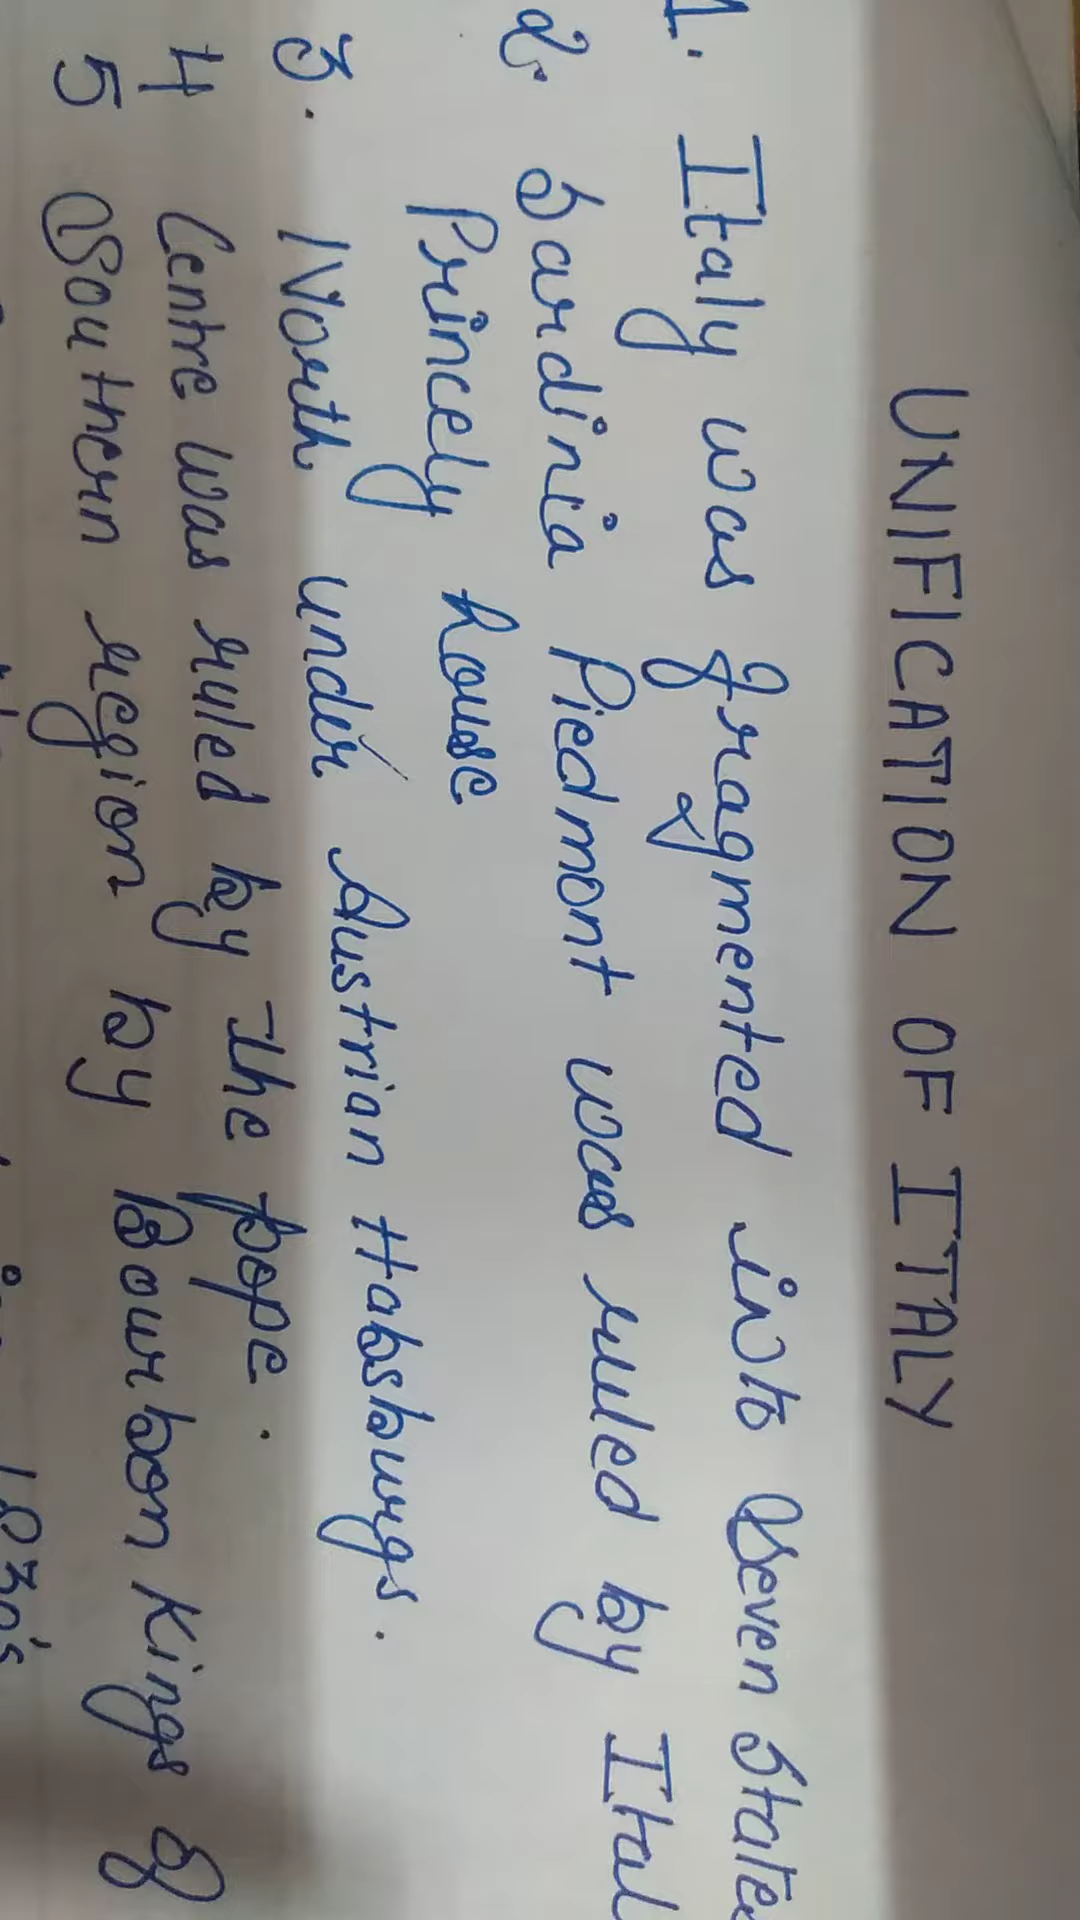 UNIFICATION OF ITALY
1. Italy was fragmented into seven State
2. Sardinia Piedmont was ruled by Ital
Princely house
3. North under Austrian Habsburgs.
4 Centre was ruled by the pope.
5 Southern region by Bourbon Kings of
1830's